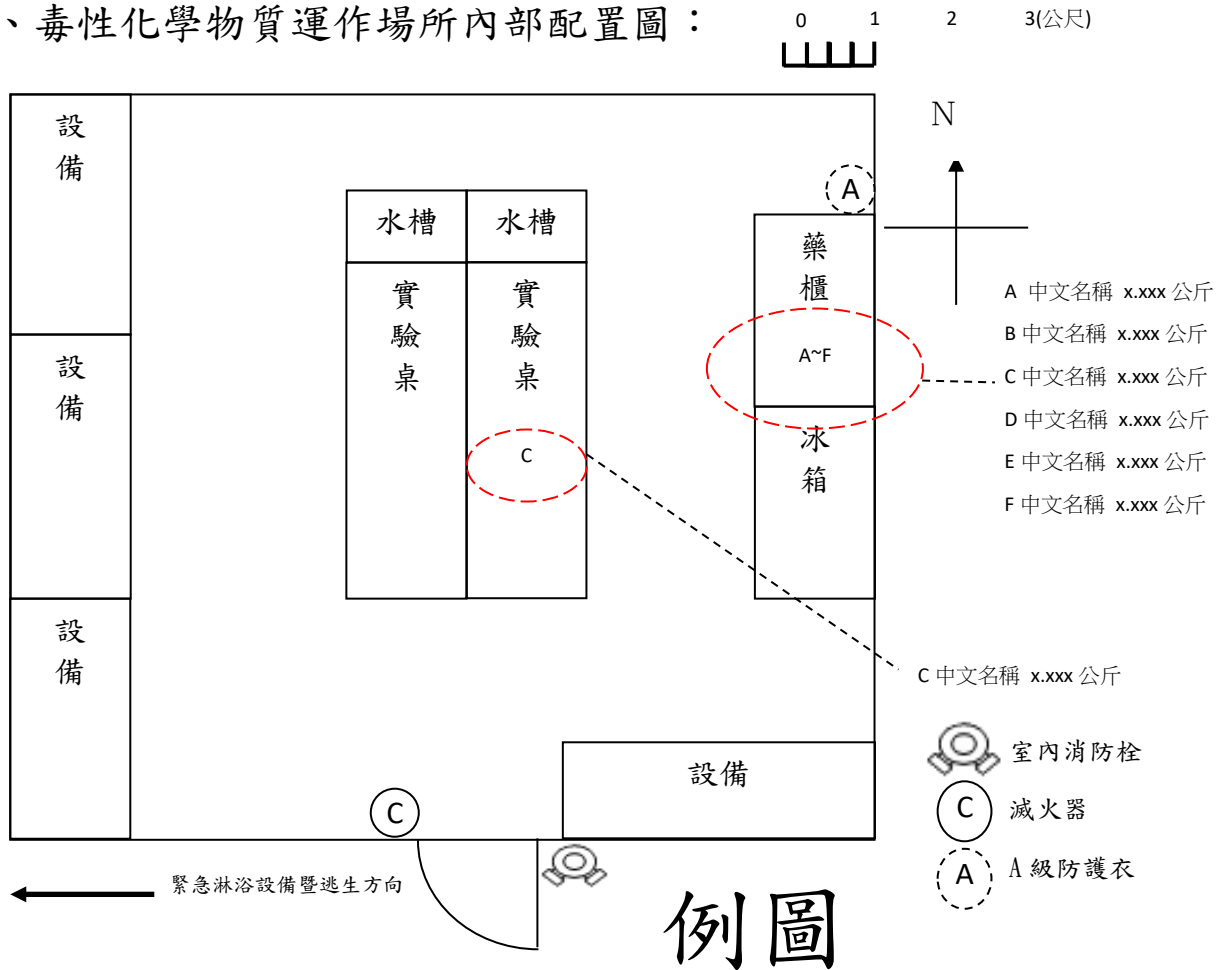 、毒性化學物質運作場所內部配置圖：
0 1 2 3(公尺)
N
設備
水槽
水槽
A
藥櫃
實驗桌
實驗桌
A~F
A 中文名稱 x.xxx 公斤
B 中文名稱 x.xxx 公斤
C 中文名稱 x.xxx 公斤
D 中文名稱 x.xxx 公斤
E 中文名稱 x.xxx 公斤
F 中文名稱 x.xxx 公斤
設備
冰箱
C
設備
C 中文名稱 x.xxx 公斤
設備
室內消防栓
C
C 滅火器
A A級防護衣
緊急淋浴設備暨逃生方向
例圖